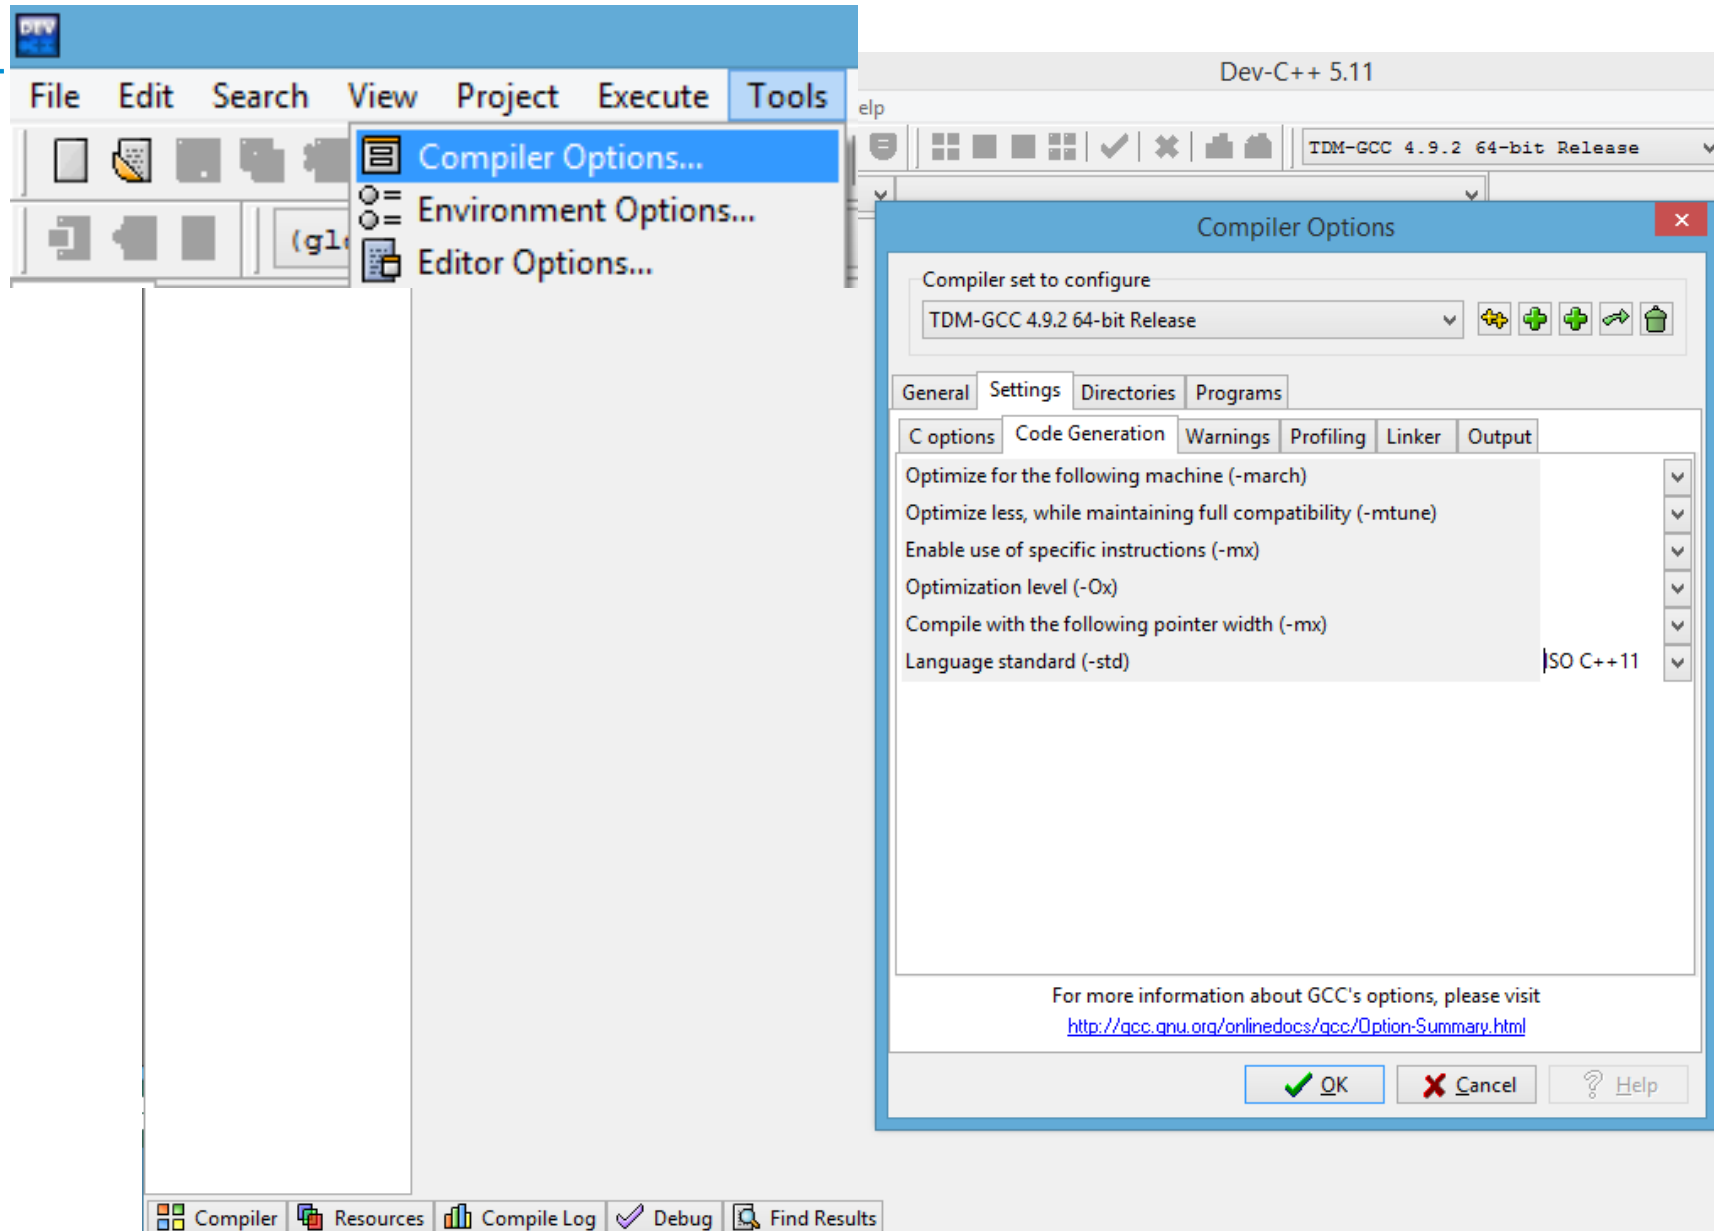 DEV
File Edit Search View Project Execute Tools
Compiler Options...
Environment Options...
Editor Options...
(glo
Dev-C++ 5.11
elp
TDM-GCC 4.9.2 64-bit Release
Compiler Options
Compiler set to configure
TDM-GCC 4.9.2 64-bit Release
General Settings Directories Programs
C options Code Generation Warnings Profiling Linker Output
Optimize for the following machine (-march)
Optimize less, while maintaining full compatibility (-mtune)
Enable use of specific instructions (-mx)
Optimization level (-Ox)
Compile with the following pointer width (-mx)
Language standard (-std) ISO C++11
For more information about GCC's options, please visit
http://gcc.gnu.org/onlinedocs/gcc/Option-Summary.html
OK Cancel Help
Compiler Resources Compile Log Debug Find Results